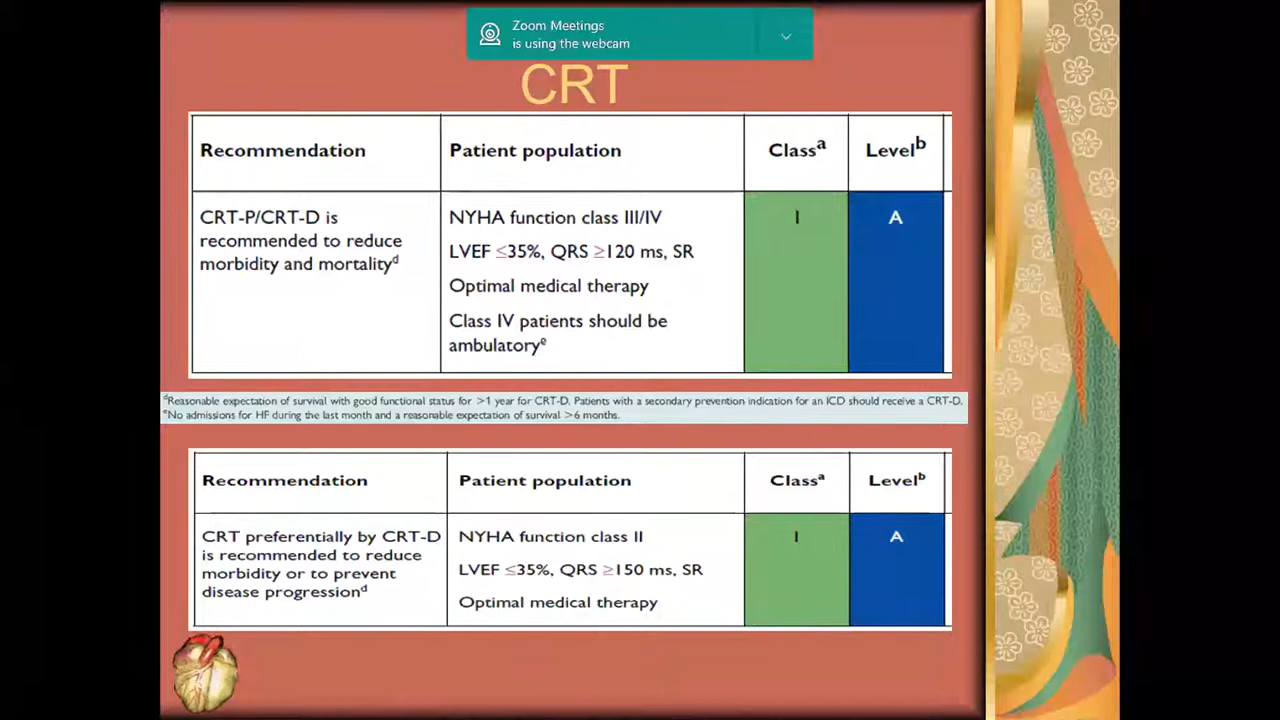 Zoom Meetings
is using the webcam
CRT
Recommendation Patient population Classᵃ Levelᵇ
CRT-P/CRT-D is
recommended to reduce
morbidity and mortalityᵈ
NYHA function class III/IV
LVEF ≤35%, QRS ≥120 ms, SR
Optimal medical therapy
Class IV patients should be
ambulatoryᵉ
I
A
ᵈReasonable expectation of survival with good functional status for >1 year for CRT-D. Patients with a secondary prevention indication for an ICD should receive a CRT-D.
ᵉNo admissions for HF during the last month and a reasonable expectation of survival >6 months.
Recommendation Patient population Classᵃ Levelᵇ
CRT preferentially by CRT-D
is recommended to reduce
morbidity or to prevent
disease progressionᵈ
NYHA function class II
LVEF ≤35%, QRS ≥150 ms, SR
Optimal medical therapy
I
A